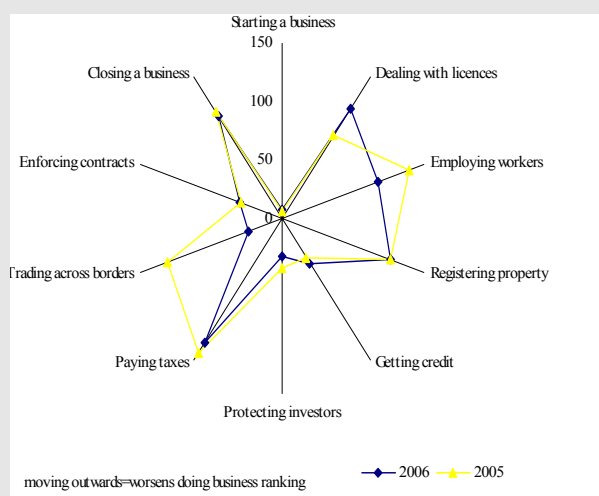 Starting a business
150
Closing a business
Dealing with licences
100
Enforcing contracts
50
Employing workers
0
Trading across borders
Registering property
Paying taxes
Getting credit
Protecting investors
moving outwards=worsens doing business ranking
2006
2005